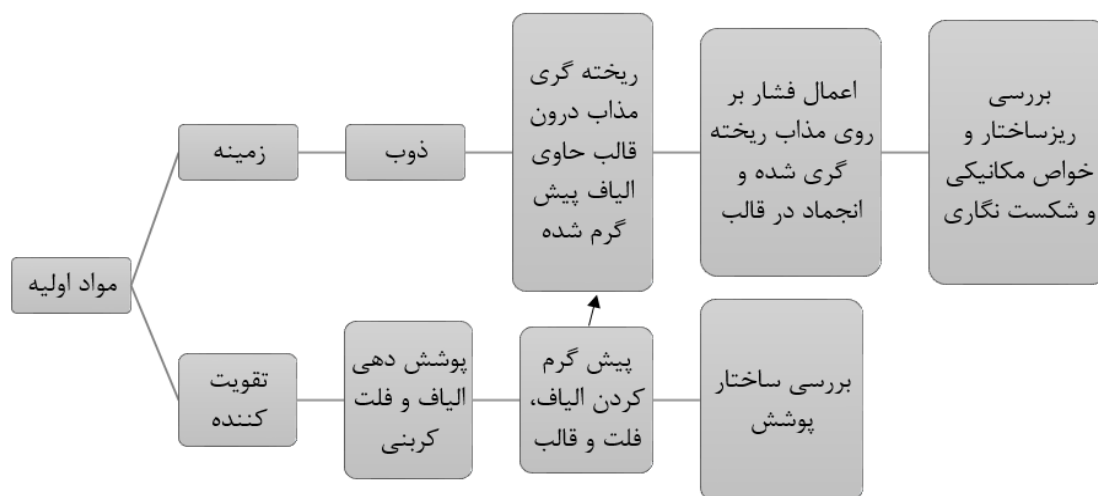 مواد اولیه
زمینه
ذوب
ریخته گری
مذاب درون
قالب حاوی
الیاف پیش
گرم شده
اعمال فشار بر
روی مذاب ریخته
گری شده و
انجماد در قالب
بررسی
ریزساختار و
خواص مکانیکی
و شکست نگاری
تقویت
کننده
پوشش دهی
الیاف و فلت
کربنی
پیش گرم
کردن الیاف،
فلت و قالب
بررسی ساختار
پوشش